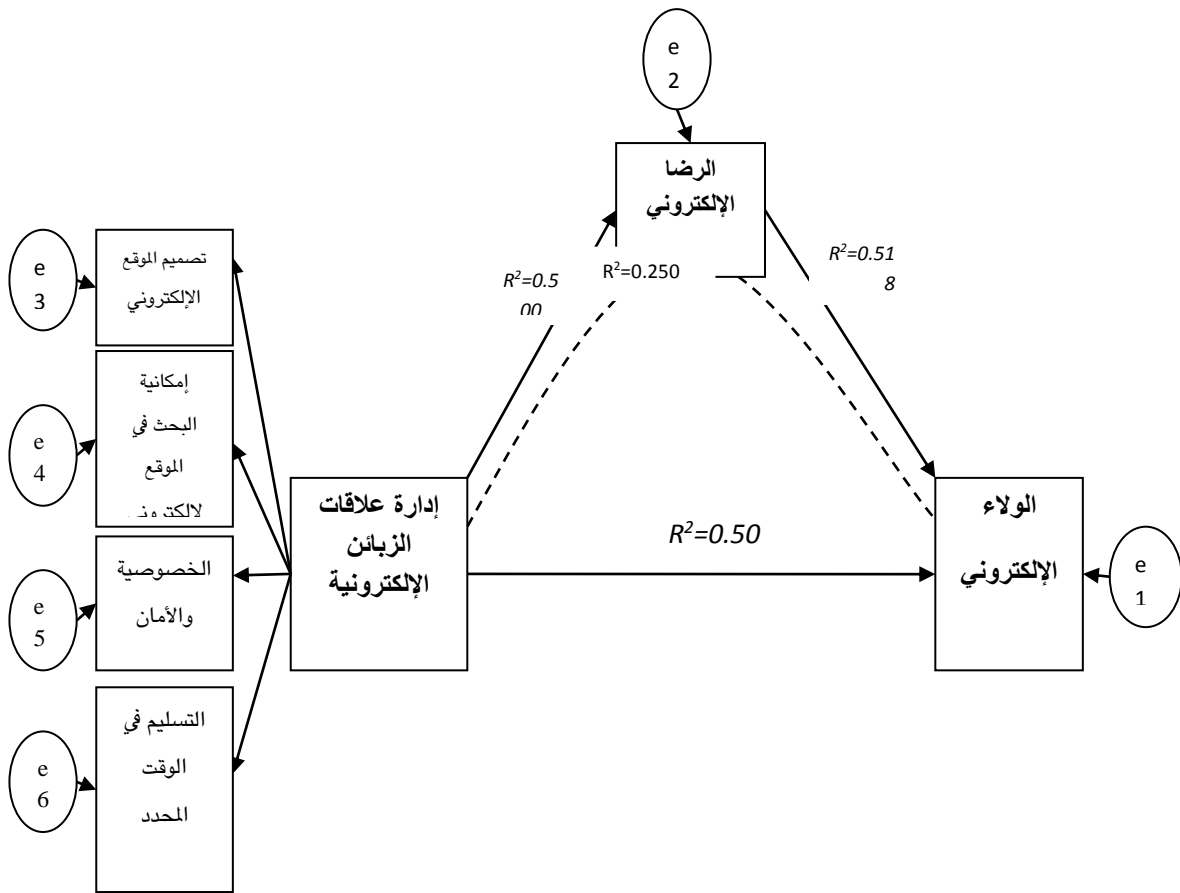 e
2
الرضا
الإلكتروني
R²=0.5
00
R²=0.250
R²=0.51
8
e
3
تصميم الموقع
الإلكتروني
e
4
إمكانية
البحث في
الموقع
e
5
الخصوصية
والأمان
e
6
التسليم في
الوقت
المحدد
إدارة علاقات
الزبائن
الإلكترونية
R²=0.50
الولاء
الإلكتروني
e
1